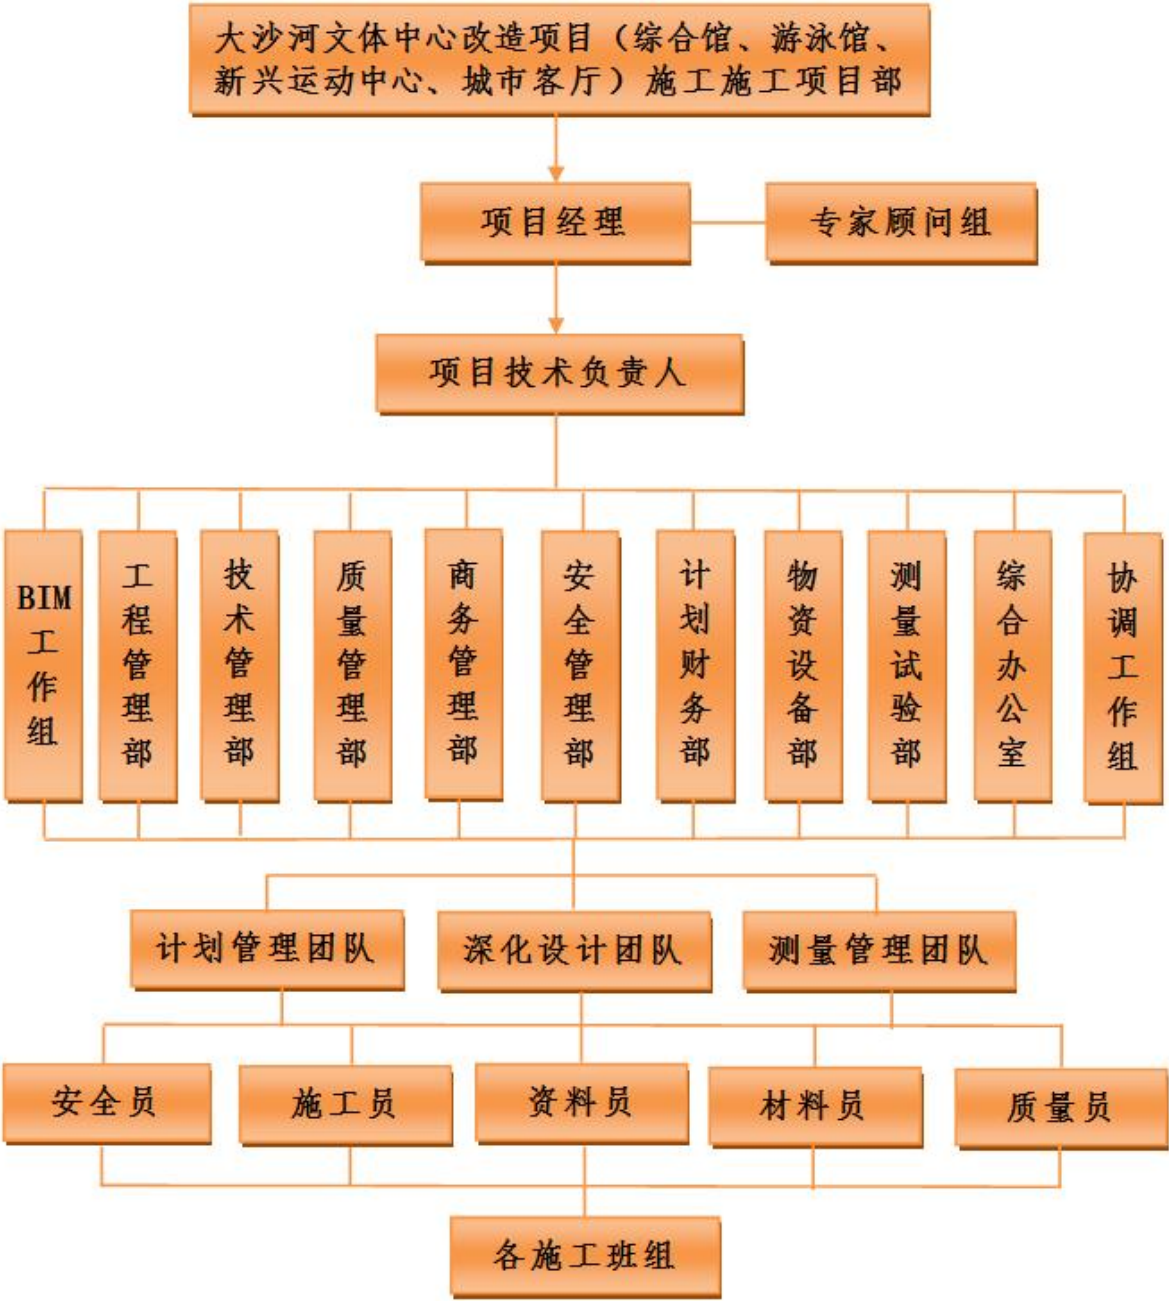 大沙河文体中心改造项目（综合馆、游泳馆、
新兴运动中心、城市客厅）施工施工项目部
项目经理
专家顾问组
项目技术负责人
BIM工作组
工程管理部
技术管理部
质量管理部
商务管理部
安全管理部
计划财务部
物资设备部
测量试验部
综合办公室
协调工作组
计划管理团队
深化设计团队
测量管理团队
安全员
施工员
资料员
材料员
质量员
各施工班组